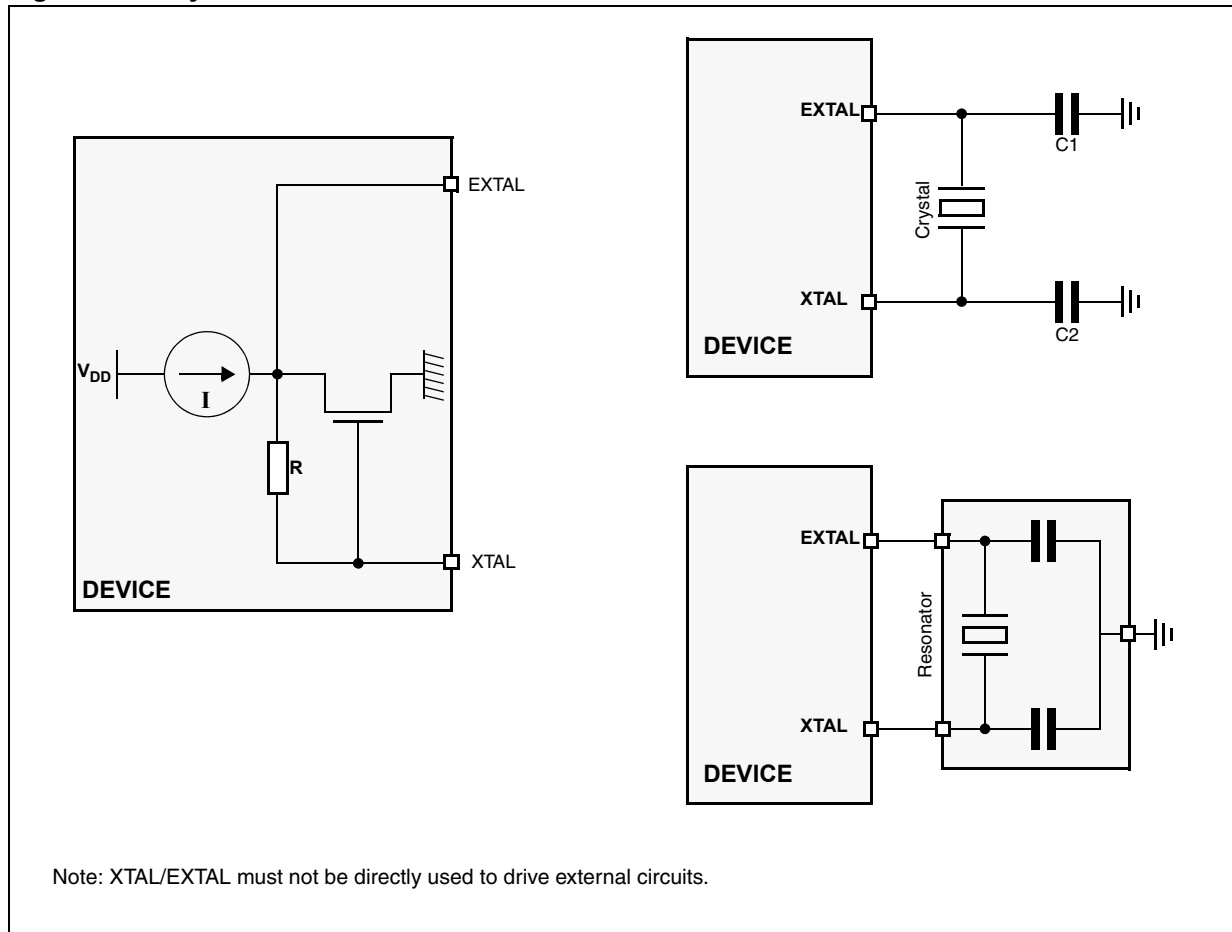 EXTAL
V_DD
I
R
XTAL
DEVICE
EXTAL
C1
Crystal
XTAL
C2
DEVICE
EXTAL
Resonator
XTAL
DEVICE
Note: XTAL/EXTAL must not be directly used to drive external circuits.